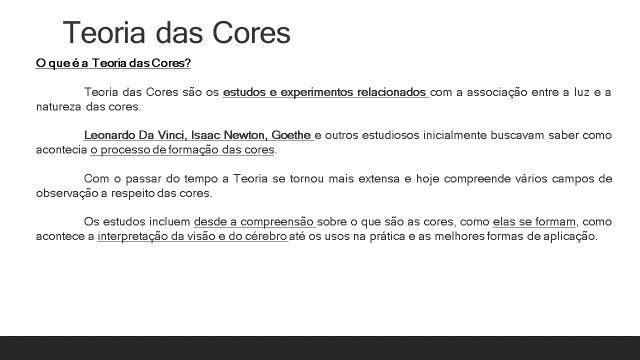 Teoria das Cores
O que é a Teoria das Cores?
Teoria das Cores são os estudos e experimentos relacionados com a associação entre a luz e a
natureza das cores.
Leonardo Da Vinci, Isaac Newton, Goethe e outros estudiosos inicialmente buscavam saber como
acontecia o processo de formação das cores.
Com o passar do tempo a Teoria se tornou mais extensa e hoje compreende vários campos de
observação a respeito das cores.
Os estudos incluem desde a compreensão sobre o que são as cores, como elas se formam, como
acontece a interpretação da visão e do cérebro até os usos na prática e as melhores formas de aplicação.